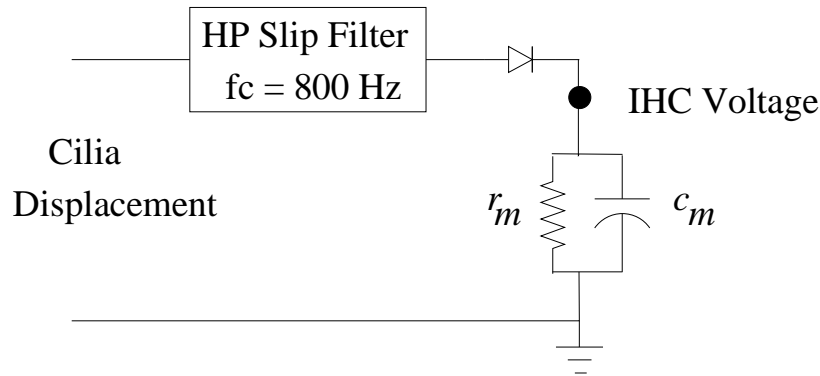 HP Slip Filter
fc = 800 Hz
IHC Voltage
Cilia
Displacement
r_m
c_m